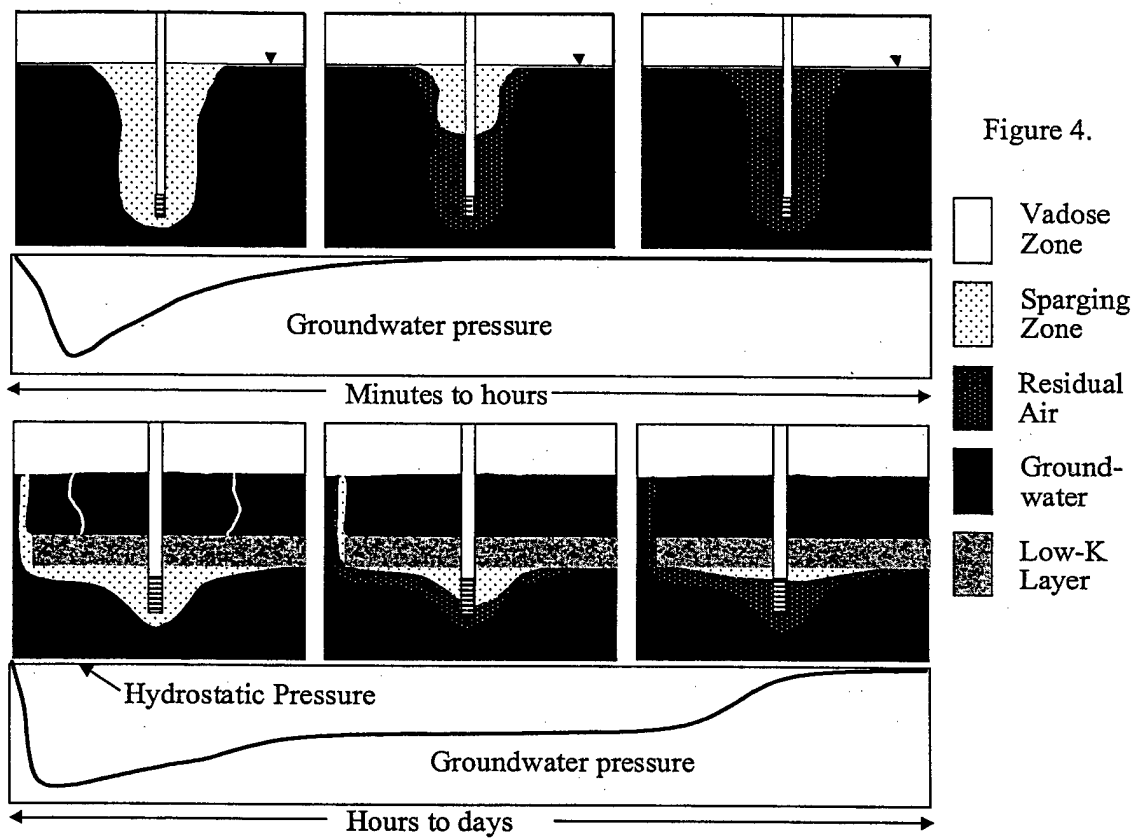 Figure 4.
Vadose
Zone
Sparging
Zone
Residual
Air
Ground-
water
Low-K
Layer
Groundwater pressure
Minutes to hours
Hydrostatic Pressure
Groundwater pressure
Hours to days